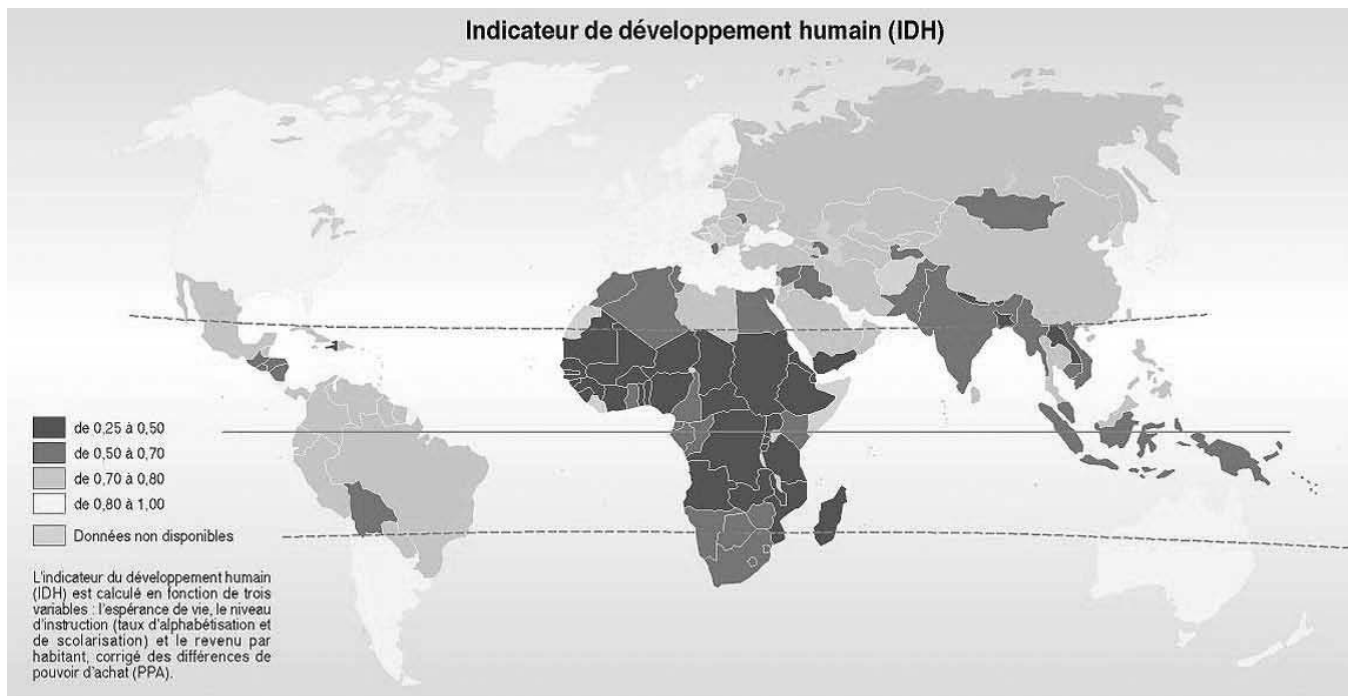 Indicateur de développement humain (IDH)
de 0,25 à 0,50
de 0,50 à 0,70
de 0,70 à 0,80
de 0,80 à 1,00
Données non disponibles
L'indicateur du développement humain
(IDH) est calculé en fonction de trois
variables : l'espérance de vie, le niveau
d'instruction (taux d'alphabétisation et
de scolarisation) et le revenu par
habitant, corrigé des différences de
pouvoir d'achat (PPA).